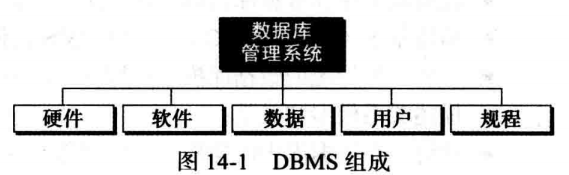 数据库
管理系统
硬件 软件 数据 用户 规程
图 14-1 DBMS 组成